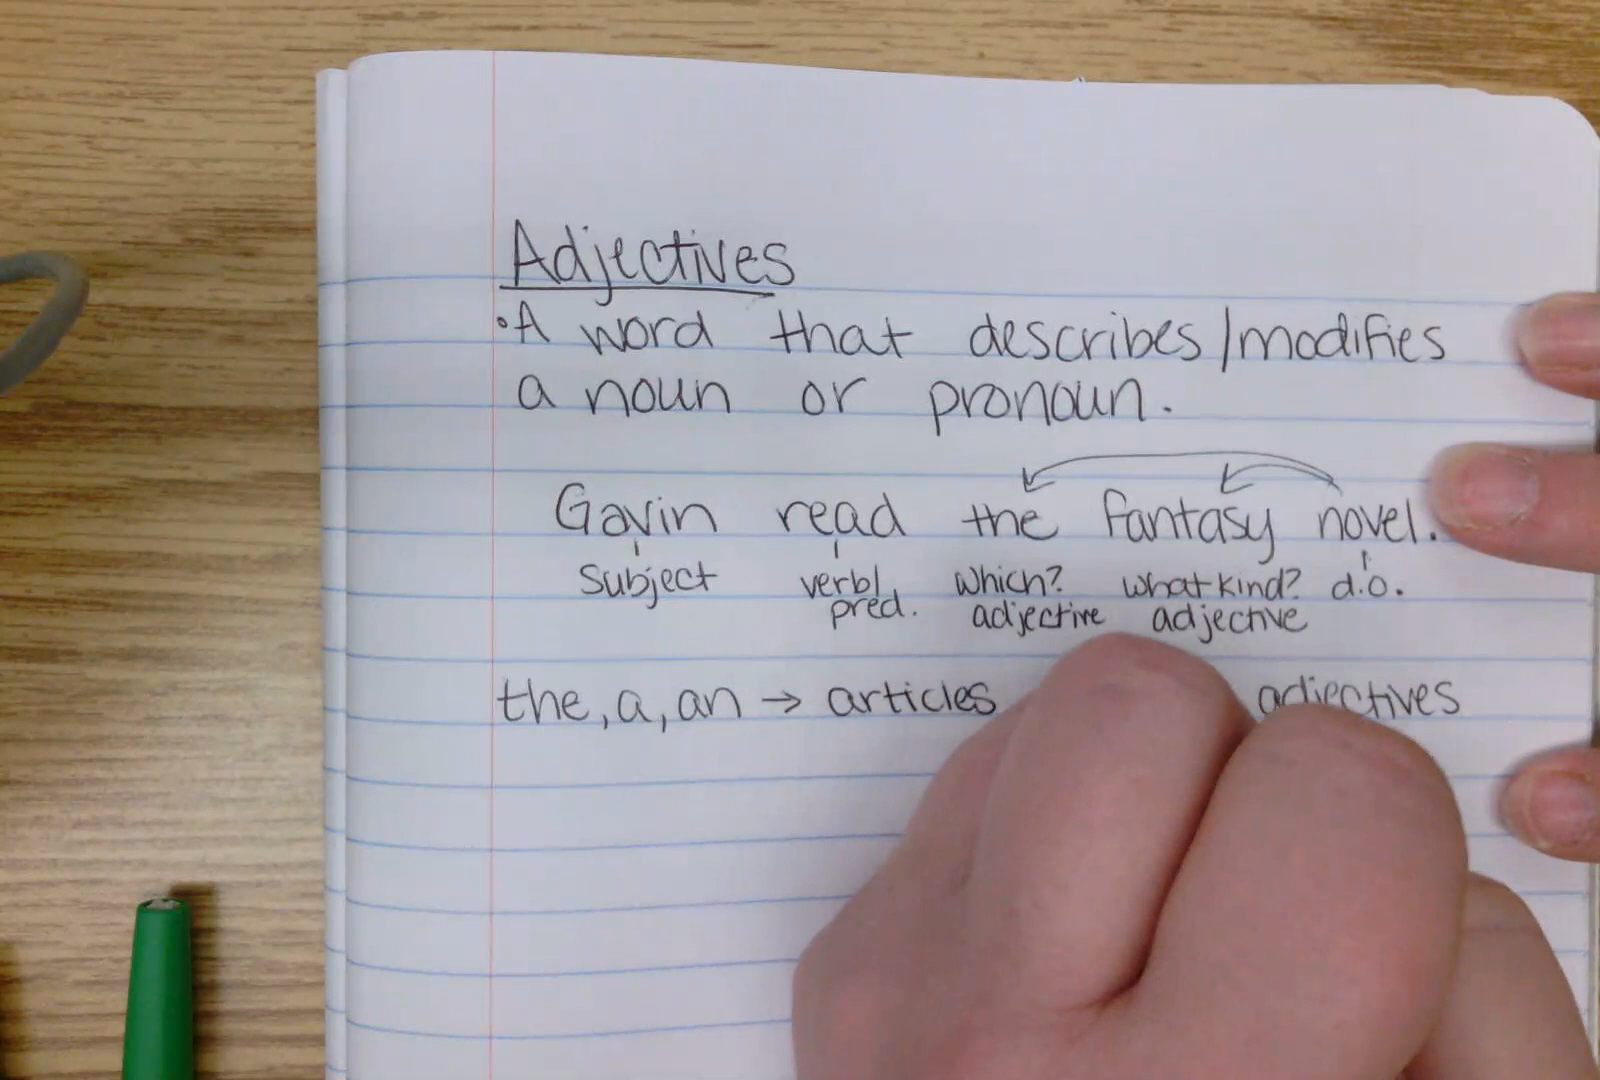 Adjectives
•A word that describes/modifies
a noun or pronoun.
Gavin read the fantasy novel.
subject verb/ which? what kind? d.o.
pred. adjective adjective
the, a, an → articles adjectives